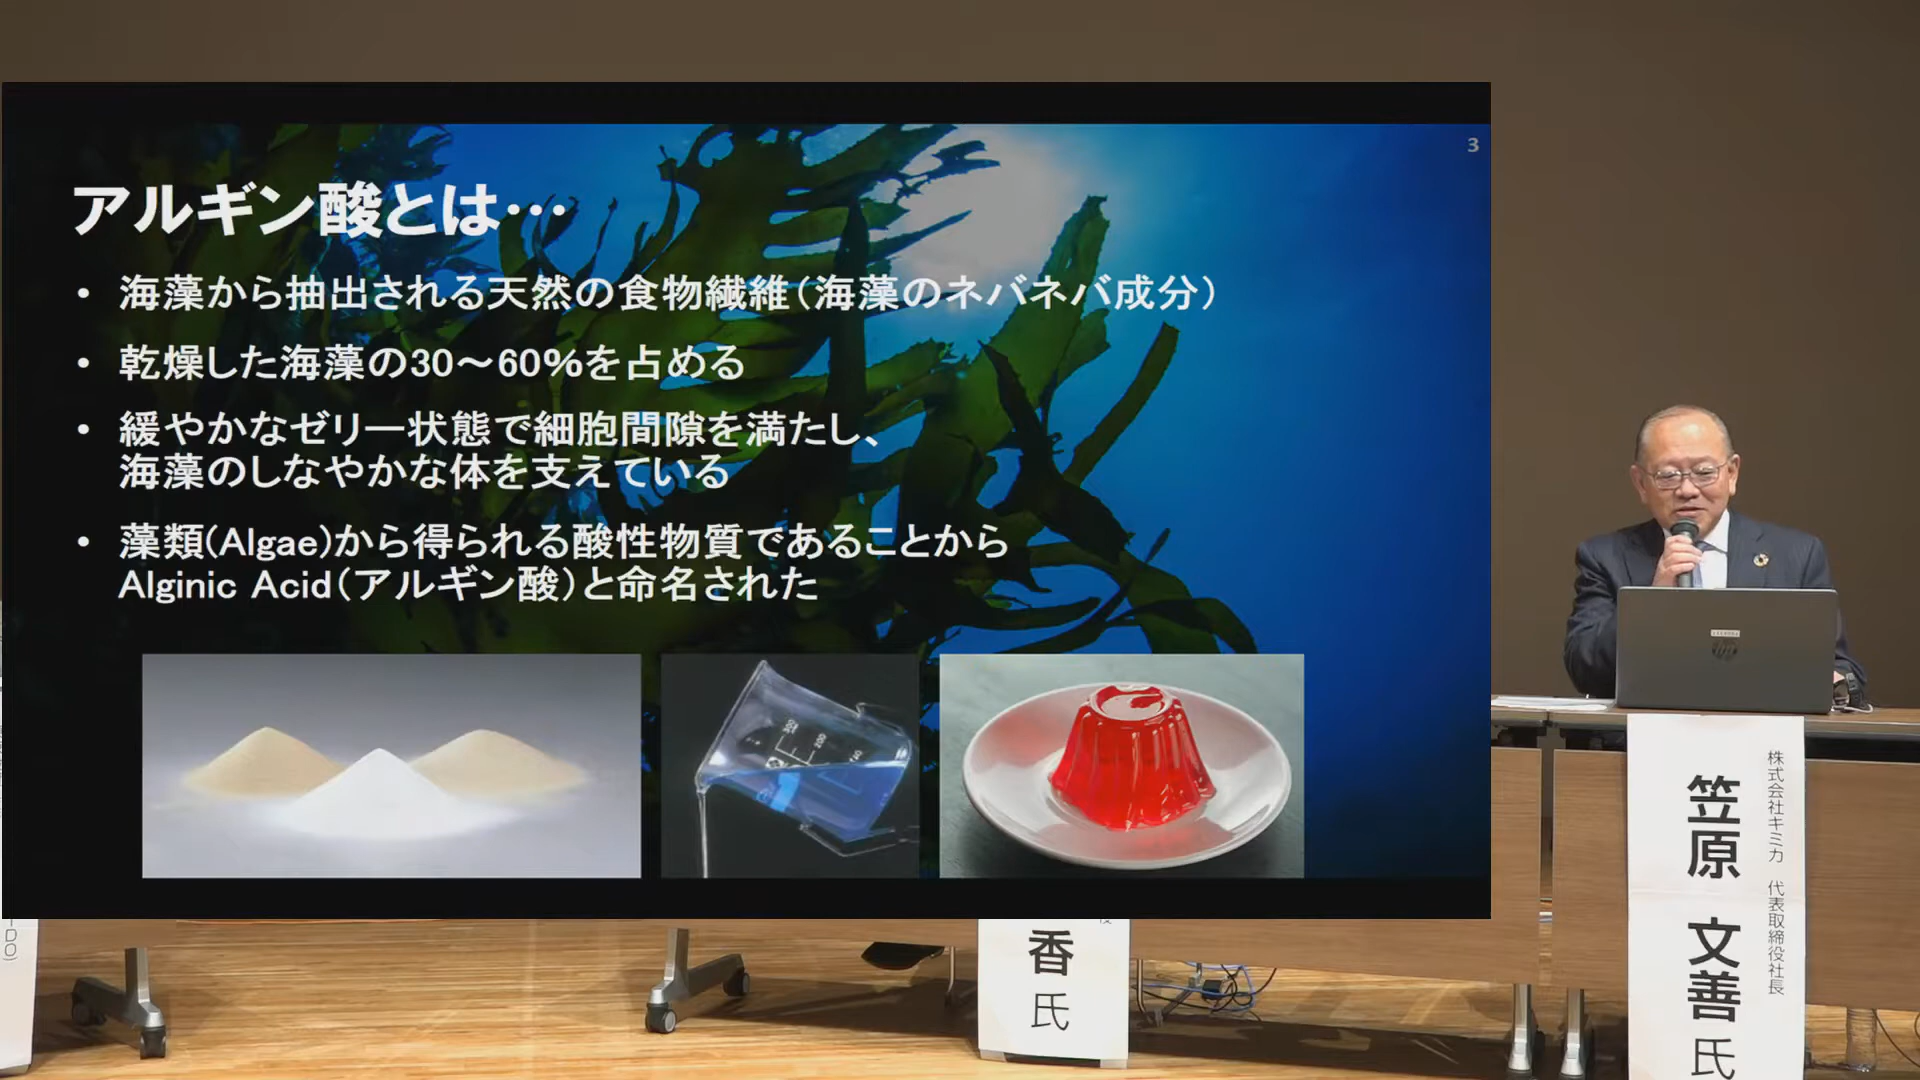 3
アルギン酸とは…
• 海藻から抽出される天然の食物繊維（海藻のネバネバ成分）
• 乾燥した海藻の30～60%を占める
• 緩やかなゼリー状態で細胞間隙を満たし、
海藻のしなやかな体を支えている
• 藻類(Algae)から得られる酸性物質であることから
Alginic Acid（アルギン酸）と命名された
株式会社キミカ 代表取締役社長
笠原 文善 氏
香 氏
hp